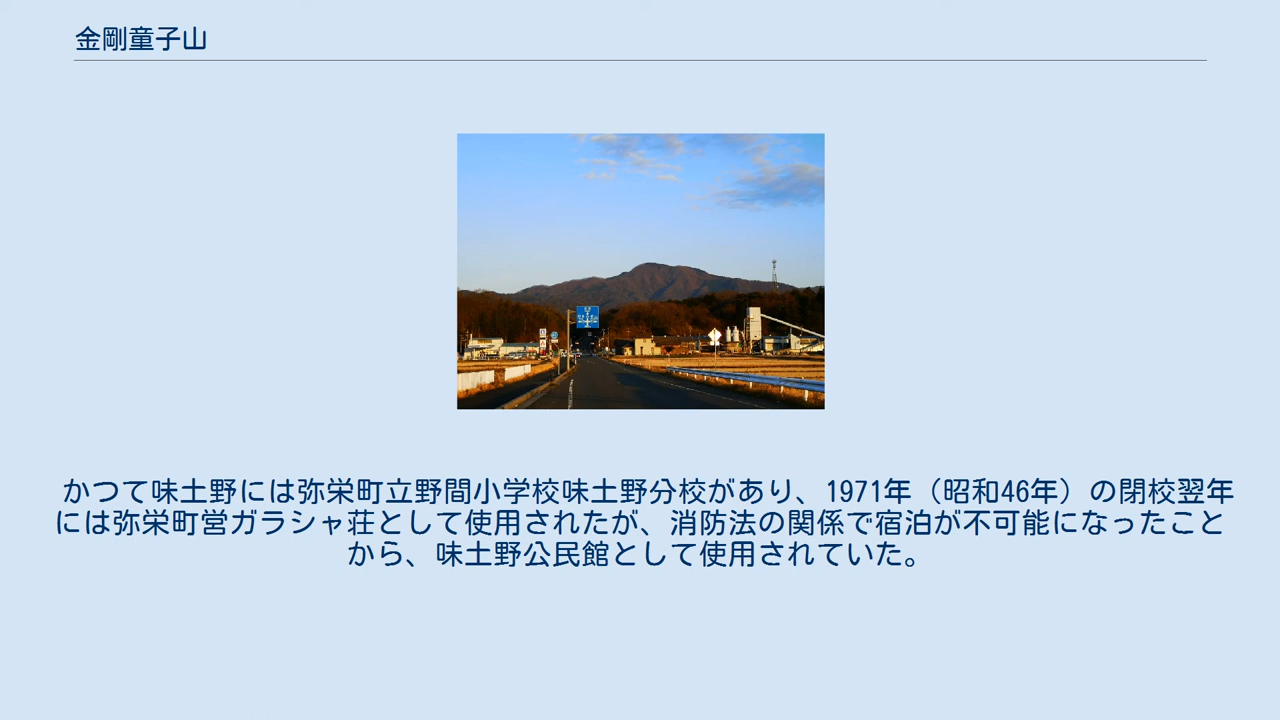 金剛童子山
かつて味土野には弥栄町立野間小学校味土野分校があり、1971年（昭和46年）の閉校翌年
には弥栄町営ガラシャ荘として使用されたが、消防法の関係で宿泊が不可能になったこと
から、味土野公民館として使用されていた。